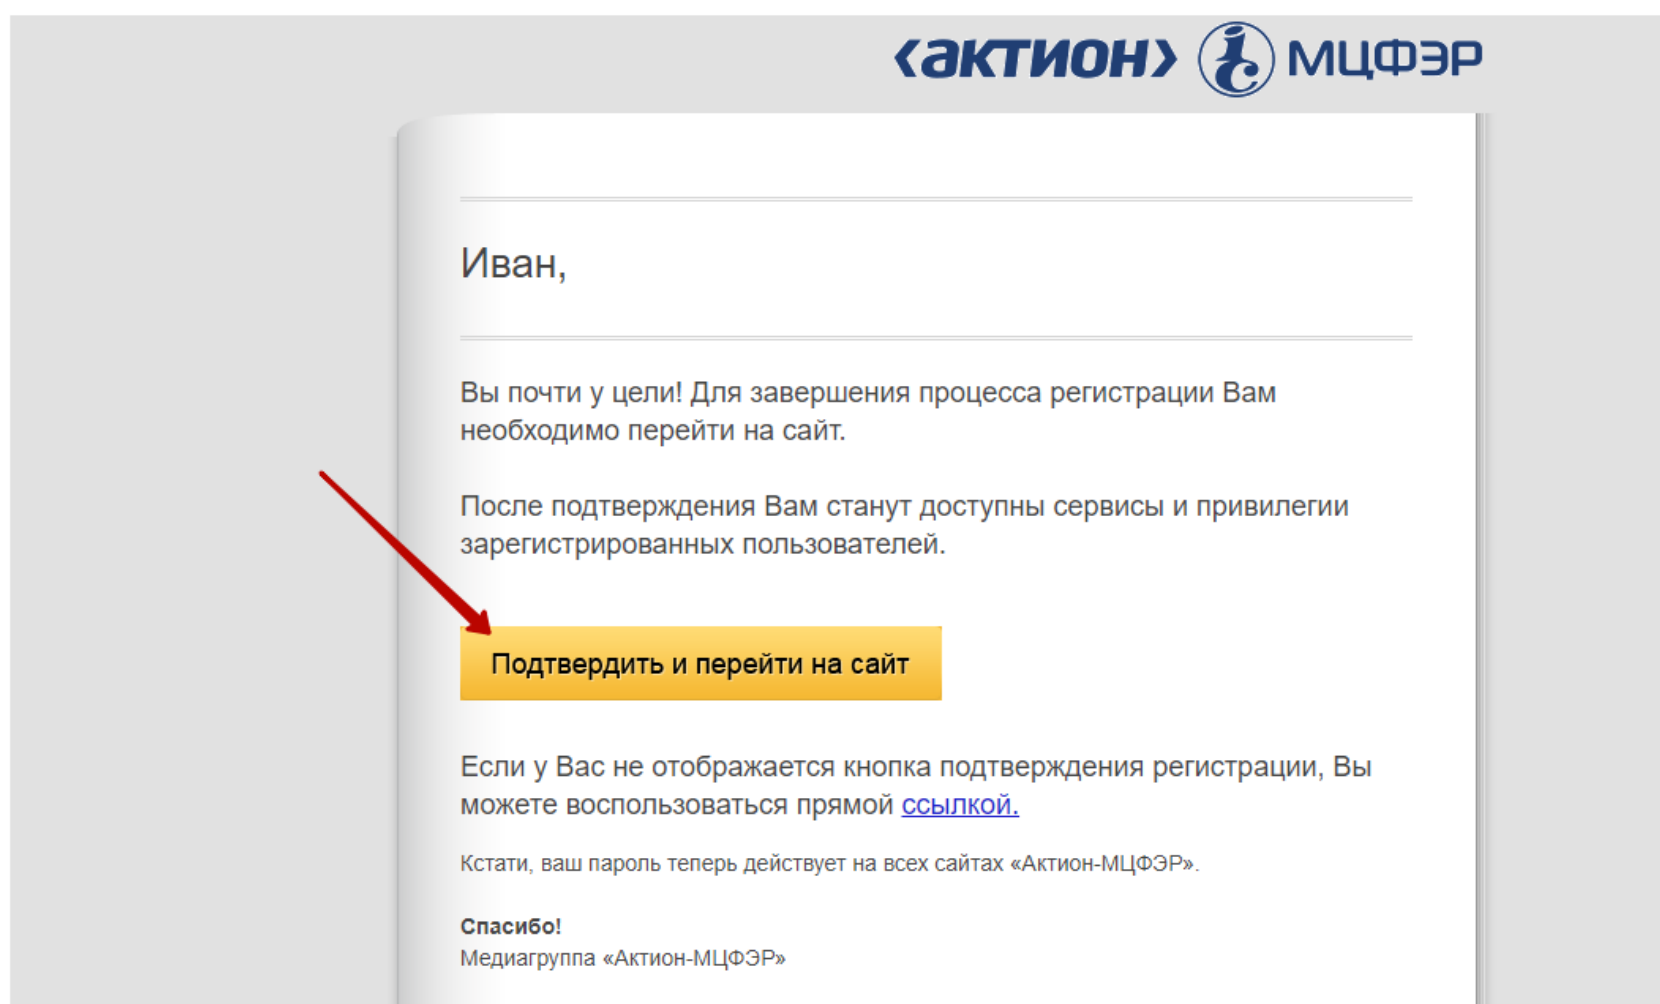 <актион> МЦФЭР
Иван,
Вы почти у цели! Для завершения процесса регистрации Вам
необходимо перейти на сайт.
После подтверждения Вам станут доступны сервисы и привилегии
зарегистрированных пользователей.
Подтвердить и перейти на сайт
Если у Вас не отображается кнопка подтверждения регистрации, Вы
можете воспользоваться прямой ссылкой.
Кстати, ваш пароль теперь действует на всех сайтах «Актион-МЦФЭР».
Спасибо!
Медиагруппа «Актион-МЦФЭР»